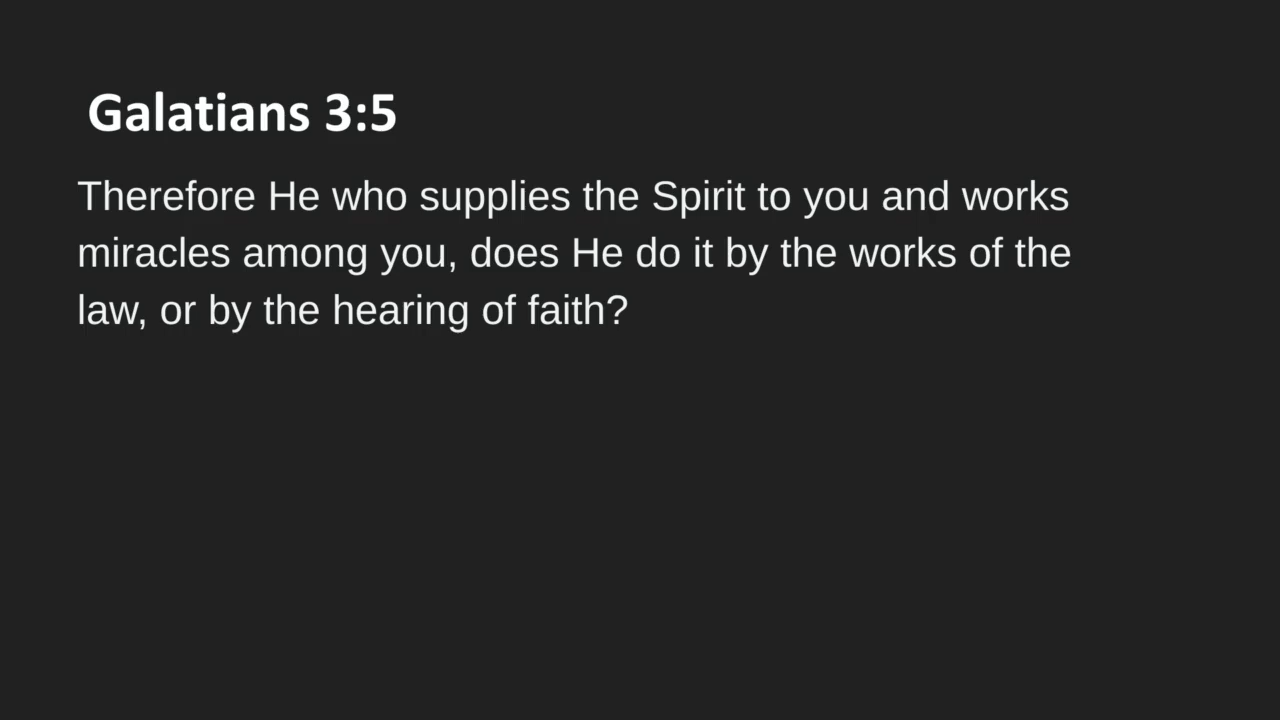 Galatians 3:5
Therefore He who supplies the Spirit to you and works
miracles among you, does He do it by the works of the
law, or by the hearing of faith?